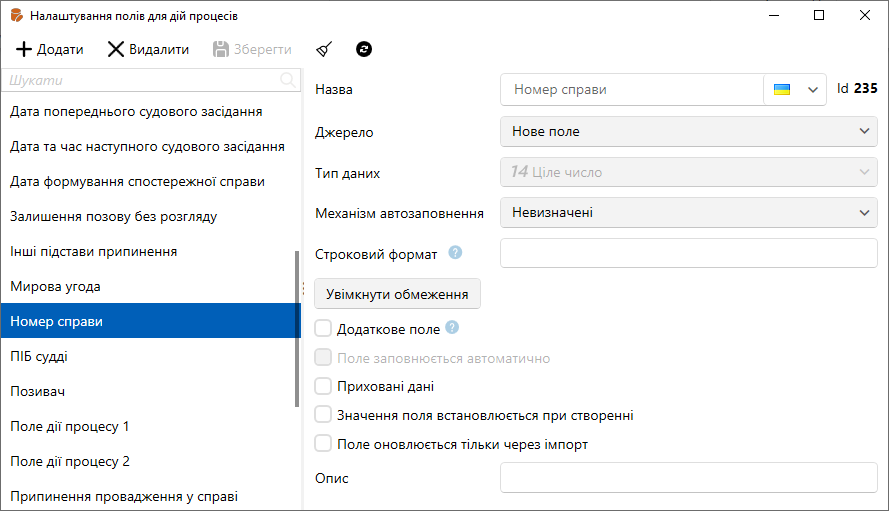 Налаштування полів для дій процесів
Додати Видалити Зберегти
Шукати
Дата попереднього судового засідання
Дата та час наступного судового засідання
Дата формування спостережної справи
Залишення позову без розгляду
Інші підстави припинення
Мирова угода
Номер справи
ПІБ судді
Позивач
Поле дії процесу 1
Поле дії процесу 2
Припинення провадження у справі
Назва Номер справи Id 235
Джерело Нове поле
Тип даних 14 Ціле число
Механізм автозаповнення Невизначені
Строковий формат ?
Увімкнути обмеження
Додаткове поле ?
Поле заповнюється автоматично
Приховані дані
Значення поля встановлюється при створенні
Поле оновлюється тільки через імпорт
Опис